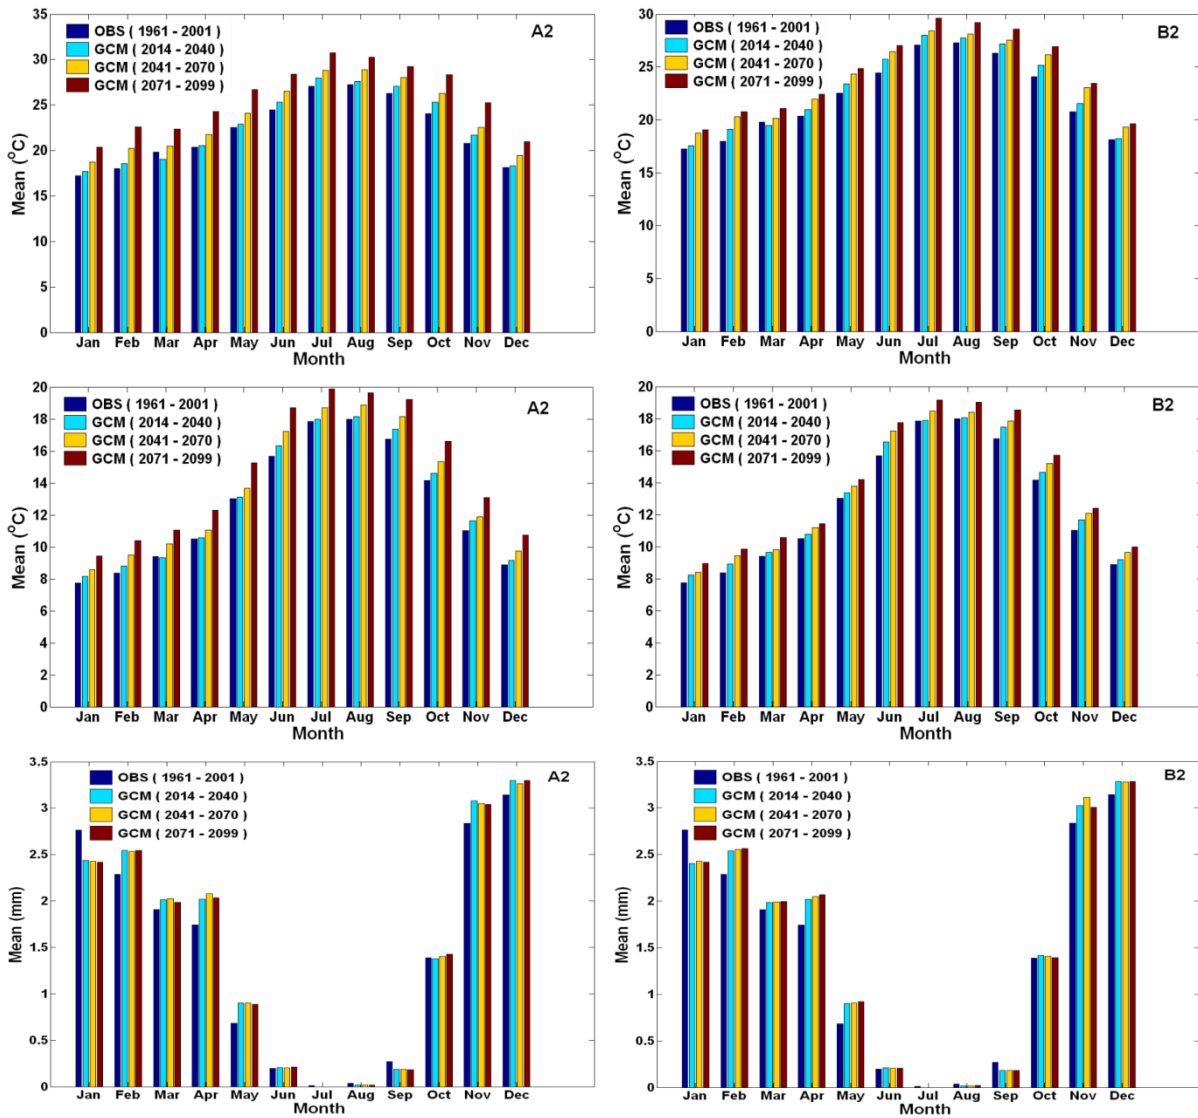 A2
OBS ( 1961 - 2001 )
GCM ( 2014 - 2040 )
GCM ( 2041 - 2070 )
GCM ( 2071 - 2099 )
Mean (°C)
35
30
25
20
15
10
5
0
Jan Feb Mar Apr May Jun Jul Aug Sep Oct Nov Dec
Month
B2
OBS ( 1961 - 2001 )
GCM ( 2014 - 2040 )
GCM ( 2041 - 2070 )
GCM ( 2071 - 2099 )
Mean (°C)
30
25
20
15
10
5
0
Jan Feb Mar Apr May Jun Jul Aug Sep Oct Nov Dec
Month
A2
OBS ( 1961 - 2001 )
GCM ( 2014 - 2040 )
GCM ( 2041 - 2070 )
GCM ( 2071 - 2099 )
Mean (°C)
20
18
16
14
12
10
8
6
4
2
0
Jan Feb Mar Apr May Jun Jul Aug Sep Oct Nov Dec
Month
B2
OBS ( 1961 - 2001 )
GCM ( 2014 - 2040 )
GCM ( 2041 - 2070 )
GCM ( 2071 - 2099 )
Mean (°C)
20
18
16
14
12
10
8
6
4
2
0
Jan Feb Mar Apr May Jun Jul Aug Sep Oct Nov Dec
Month
A2
OBS ( 1961 - 2001 )
GCM ( 2014 - 2040 )
GCM ( 2041 - 2070 )
GCM ( 2071 - 2099 )
Mean (mm)
3.5
3
2.5
2
1.5
1
0.5
0
Jan Feb Mar Apr May Jun Jul Aug Sep Oct Nov Dec
Month
B2
OBS ( 1961 - 2001 )
GCM ( 2014 - 2040 )
GCM ( 2041 - 2070 )
GCM ( 2071 - 2099 )
Mean (mm)
3.5
3
2.5
2
1.5
1
0.5
0
Jan Feb Mar Apr May Jun Jul Aug Sep Oct Nov Dec
Month